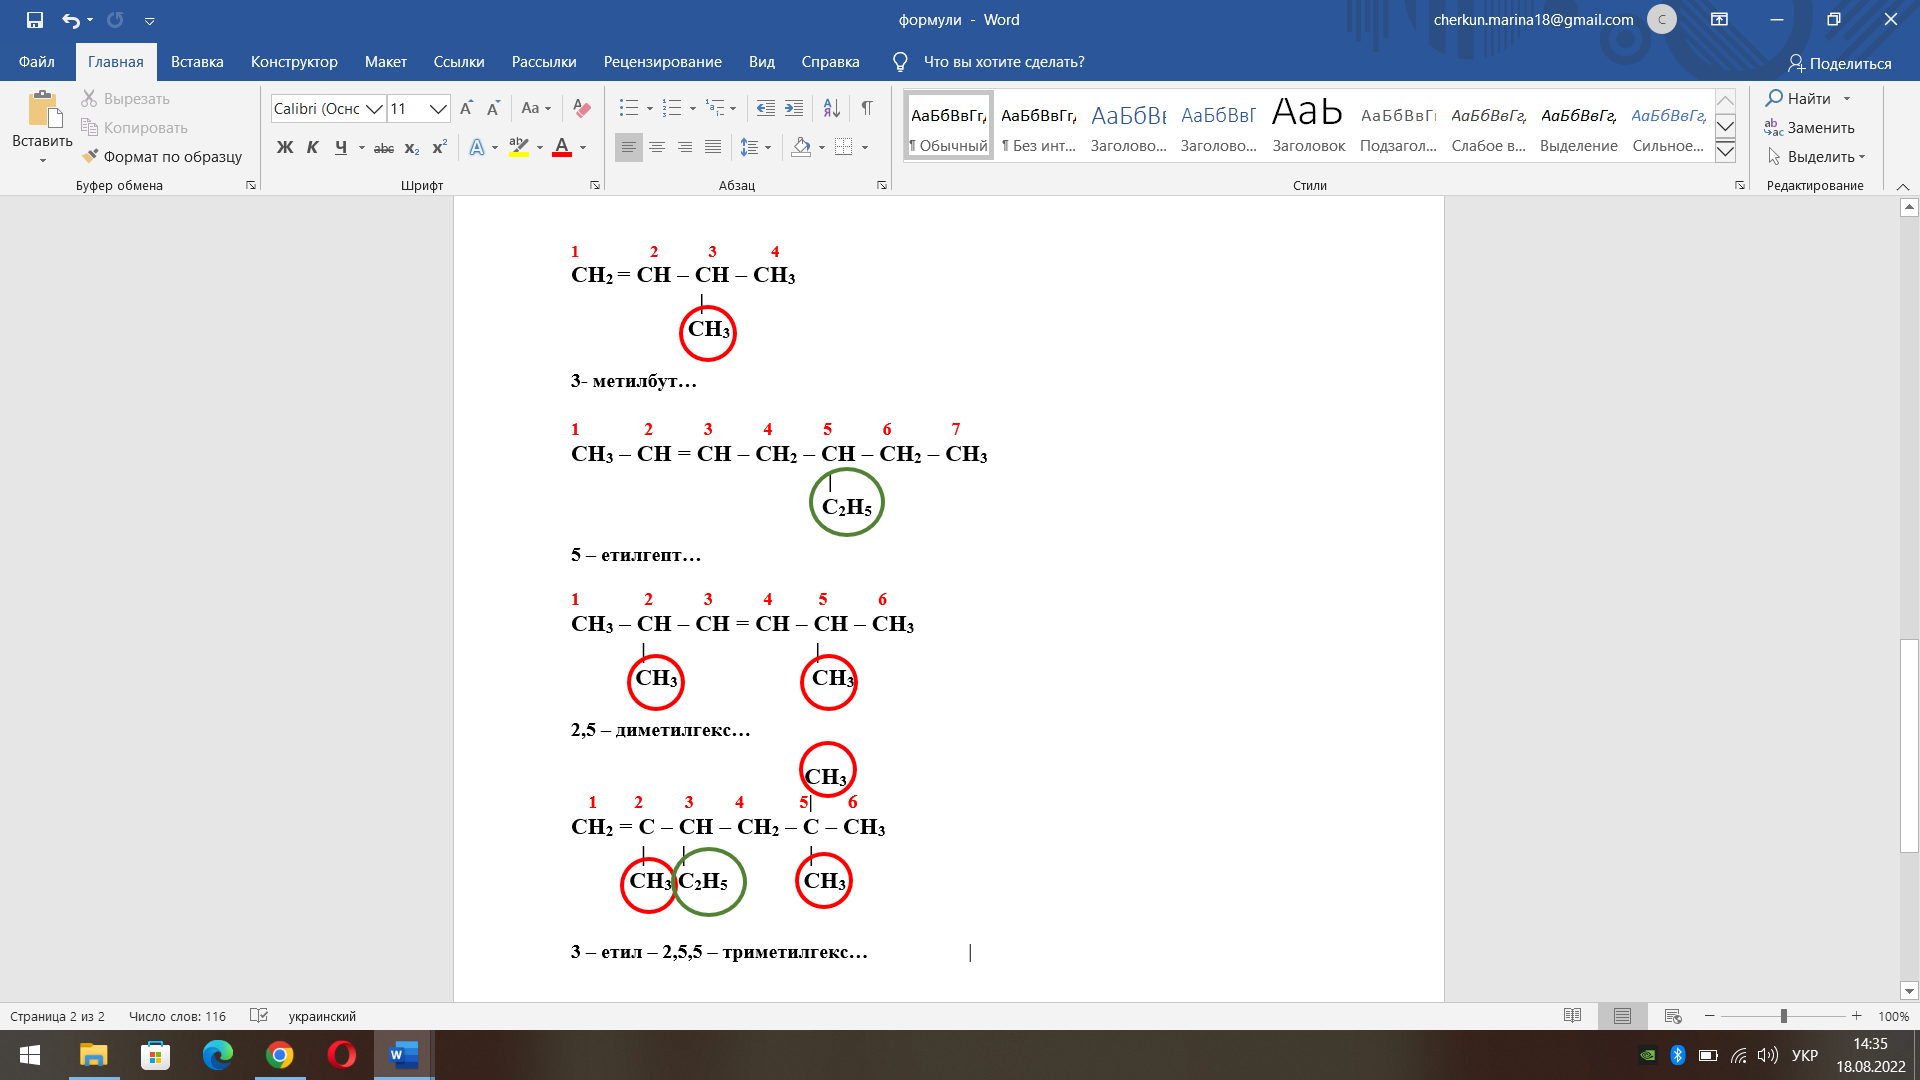 формули - Word
cherkun.marina18@gmail.com
C
Файл Главная Вставка Конструктор Макет Ссылки Рассылки Рецензирование Вид Справка Что вы хотите сделать? Поделиться
Вставить
Вырезать
Копировать
Формат по образцу
Буфер обмена
Calibri (Оснс 11
Ж К Ч abc x₂ x²
Шрифт
Абзац
АаБбВвГг, АаБбВвГг, АаБбВв АаБбВвГ АаБ АаБбВвГ АаБбВвГг, АаБбВвГг, АаБбВвГг,
¶ Обычный ¶ Без инт... Заголово... Заголово... Заголовок Подзагол... Слабое в... Выделение Сильное...
Стили
Найти
Заменить
Выделить
Редактирование
1 2 3 4
CH₂ = CH – CH – CH₃
|
CH₃
3- метилбут…
1 2 3 4 5 6 7
CH₃ – CH = CH – CH₂ – CH – CH₂ – CH₃
|
C₂H₅
5 – етилгепт…
1 2 3 4 5 6
CH₃ – CH – CH = CH – CH – CH₃
| |
CH₃ CH₃
2,5 – диметилгекс…
CH₃
1 2 3 4 5| 6
CH₂ = C – CH – CH₂ – C – CH₃
| | |
CH₃ C₂H₅ CH₃
3 – етил – 2,5,5 – триметилгекс…
Страница 2 из 2 Число слов: 116 украинский 100%
УКР
14:35
18.08.2022